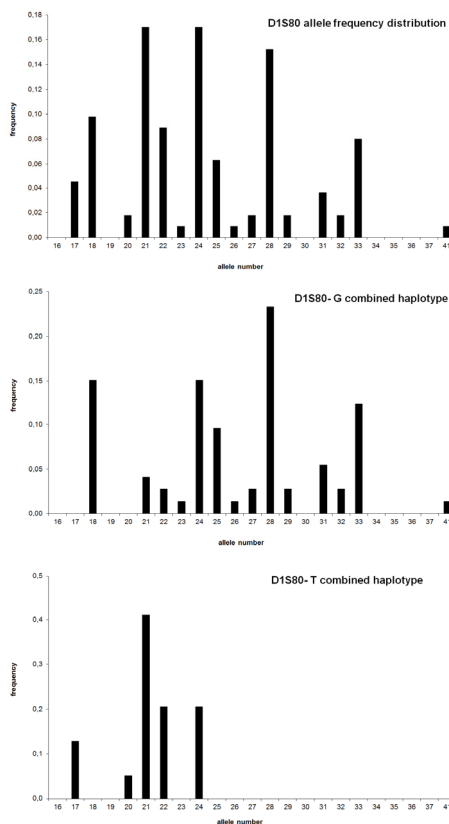 D1S80 allele frequency distribution
0,18
0,16
0,14
0,12
0,10
0,08
0,06
0,04
0,02
0,00
frequency
16 17 18 19 20 21 22 23 24 25 26 27 28 29 31 32 33 34 35 36 37 41
allele number
D1S80- G combined haplotype
0,25
0,20
0,15
0,10
0,05
0,00
frequency
16 17 18 19 20 21 22 23 24 25 26 27 28 29 31 32 33 34 35 36 37 41
allele number
D1S80- T combined haplotype
0,5
0,4
0,3
0,2
0,1
0,0
frequency
16 17 18 19 20 21 22 23 24 25 26 27 28 29 31 32 33 34 35 36 37 41
allele number